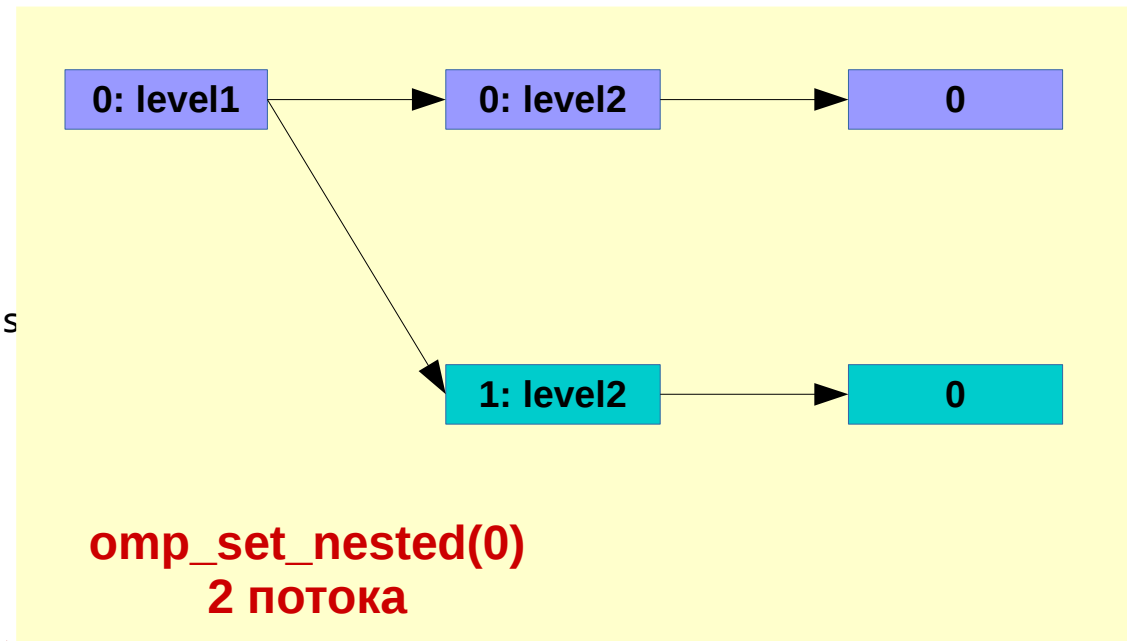 0: level1
0: level2
0
s
1: level2
0
omp_set_nested(0)
2 потока